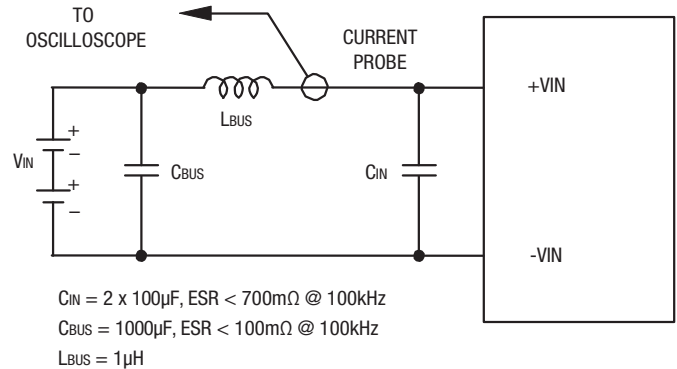 TO
OSCILLOSCOPE
CURRENT
PROBE
+VIN
LBUS
VIN
+
−
+
−
CBUS
CIN
-VIN
CIN = 2 x 100µF, ESR < 700mΩ @ 100kHz
CBUS = 1000µF, ESR < 100mΩ @ 100kHz
LBUS = 1µH